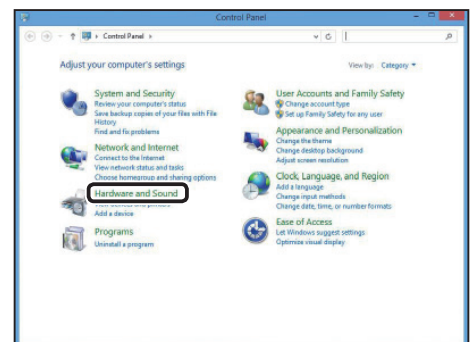 Control Panel
Control Panel
Adjust your computer's settings
View by: Category
System and Security
Review your computer's status
Save backup copies of your files with File
History
Find and fix problems
Network and Internet
Connect to the Internet
View network status and tasks
Choose homegroup and sharing options
Hardware and Sound
View devices and printers
Add a device
Programs
Uninstall a program
User Accounts and Family Safety
Change account type
Set up Family Safety for any user
Appearance and Personalization
Change the theme
Change desktop background
Adjust screen resolution
Clock, Language, and Region
Add a language
Change input methods
Change date, time, or number formats
Ease of Access
Let Windows suggest settings
Optimize visual display